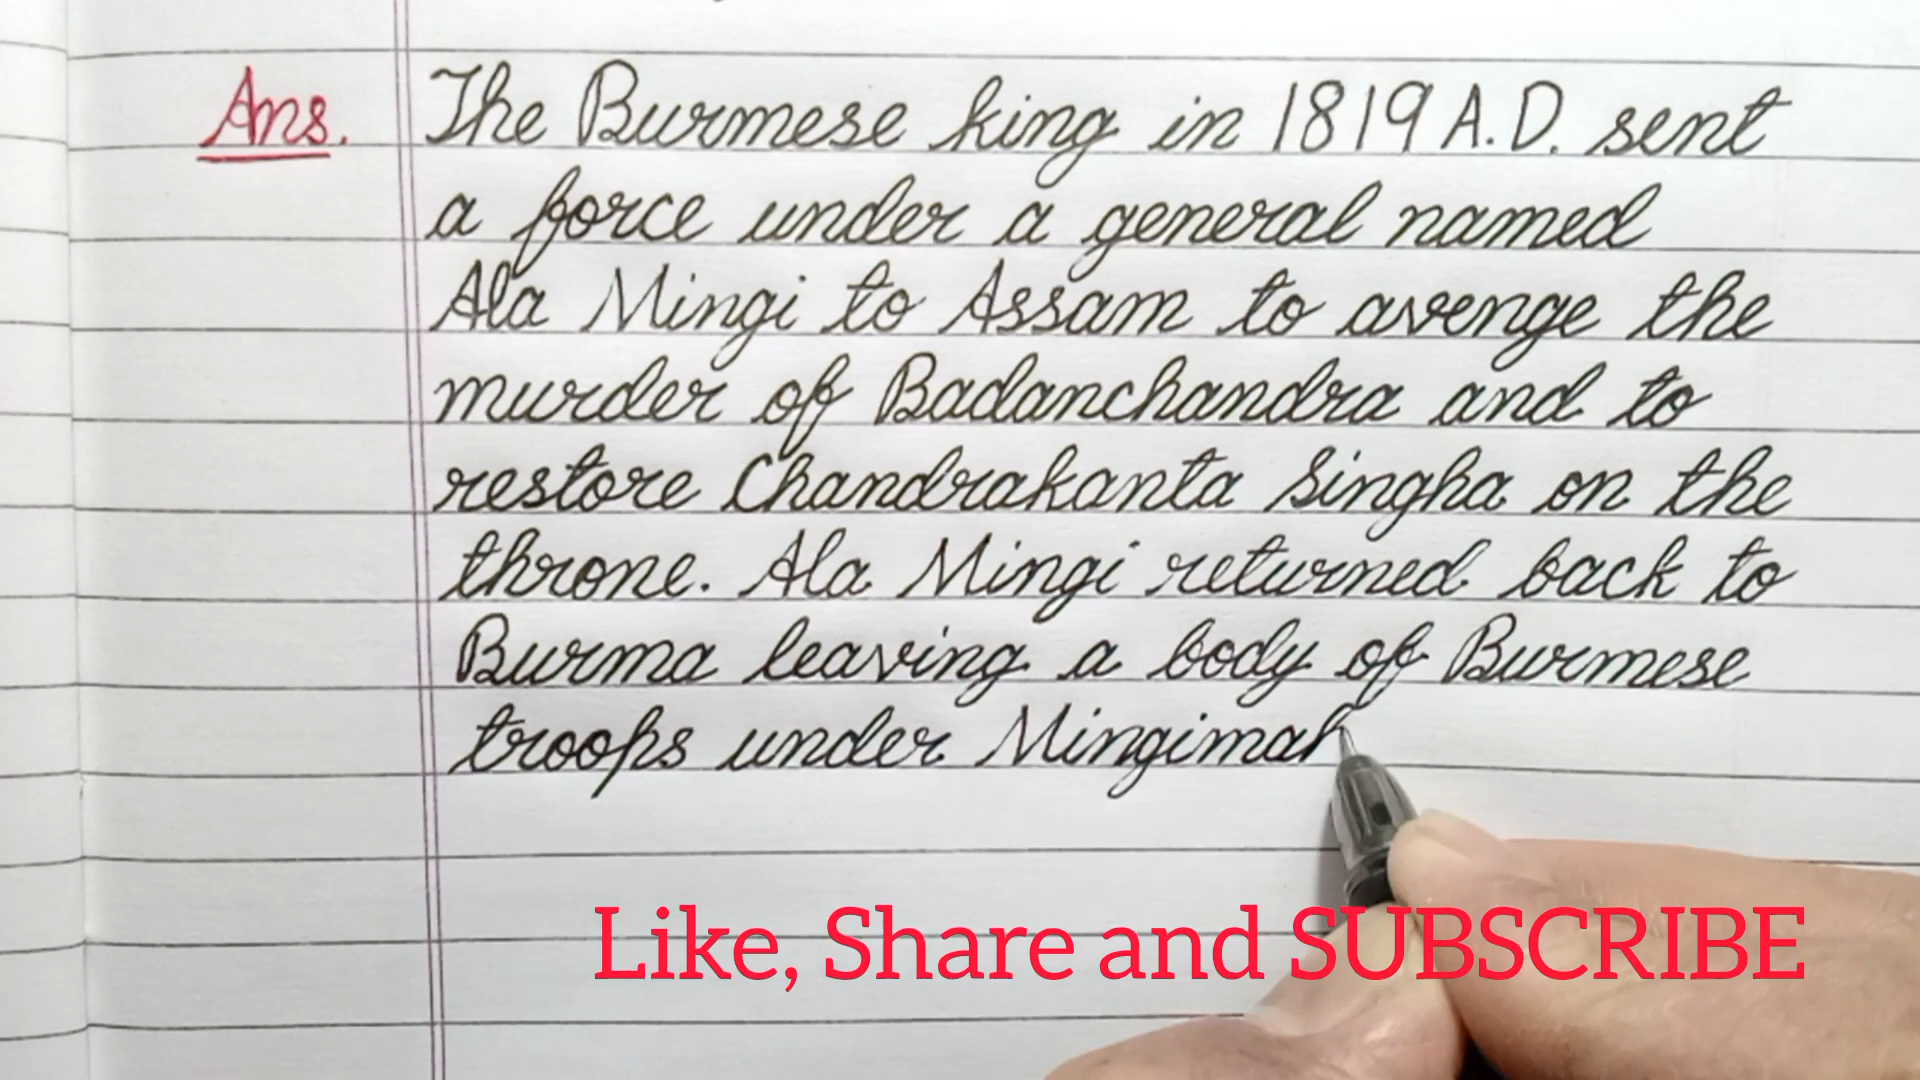 Ans. The Burmese king in 1819 A.D. sent
a force under a general named
Ala Mingi to Assam to avenge the
murder of Badanchandra and to
restore Chandrakanta Singha on the
throne. Ala Mingi returned back to
Burma leaving a body of Burmese
troops under Mingimah
Like, Share and SUBSCRIBE